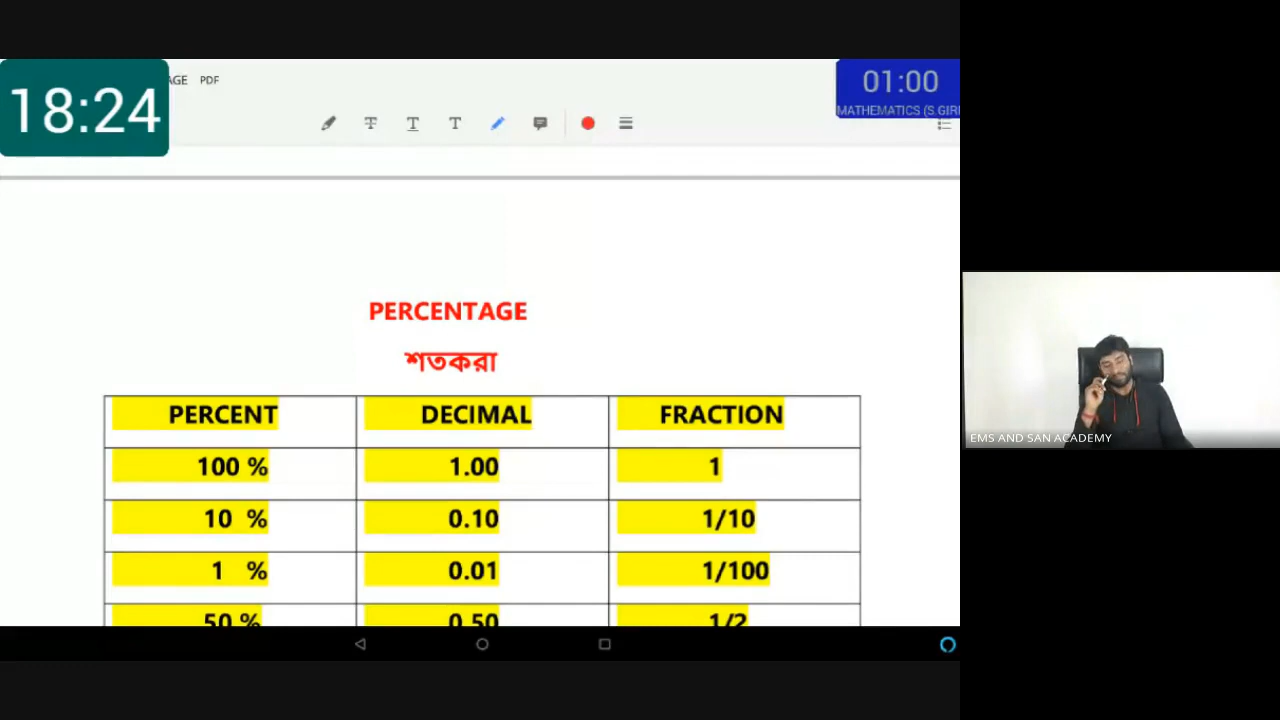 18:24
AGE PDF
01:00
MATHEMATICS (S.GIRI
T T T
PERCENTAGE
শতকরা
PERCENT DECIMAL FRACTION
100 % 1.00 1
10 % 0.10 1/10
1 % 0.01 1/100
50 % 0.50 1/2
EMS AND SAN ACADEMY